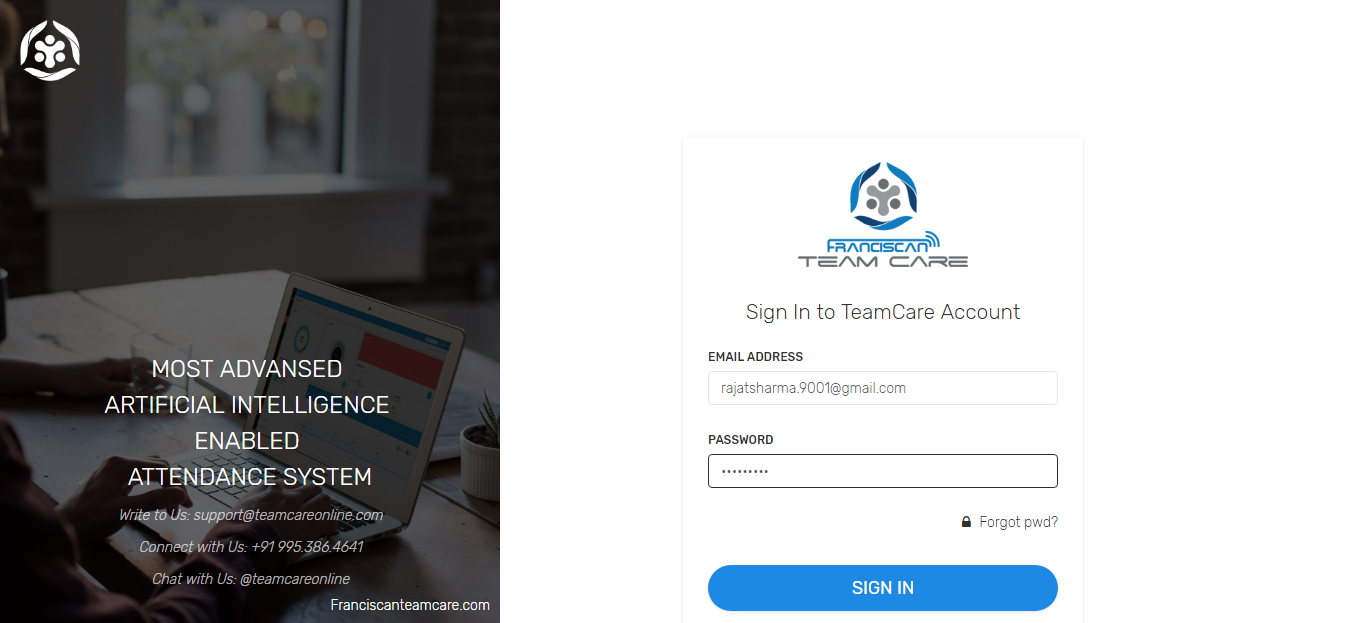 MOST ADVANSED
ARTIFICIAL INTELLIGENCE
ENABLED
ATTENDANCE SYSTEM
Write to Us: support@teamcareonline.com
Connect with Us: +91 995.386.4641
Chat with Us: @teamcareonline
Franciscanteamcare.com
FRANCISCAN
TEAM CARE
Sign In to TeamCare Account
EMAIL ADDRESS
rajatsharma.9001@gmail.com
PASSWORD
•••••••••
Forgot pwd?
SIGN IN